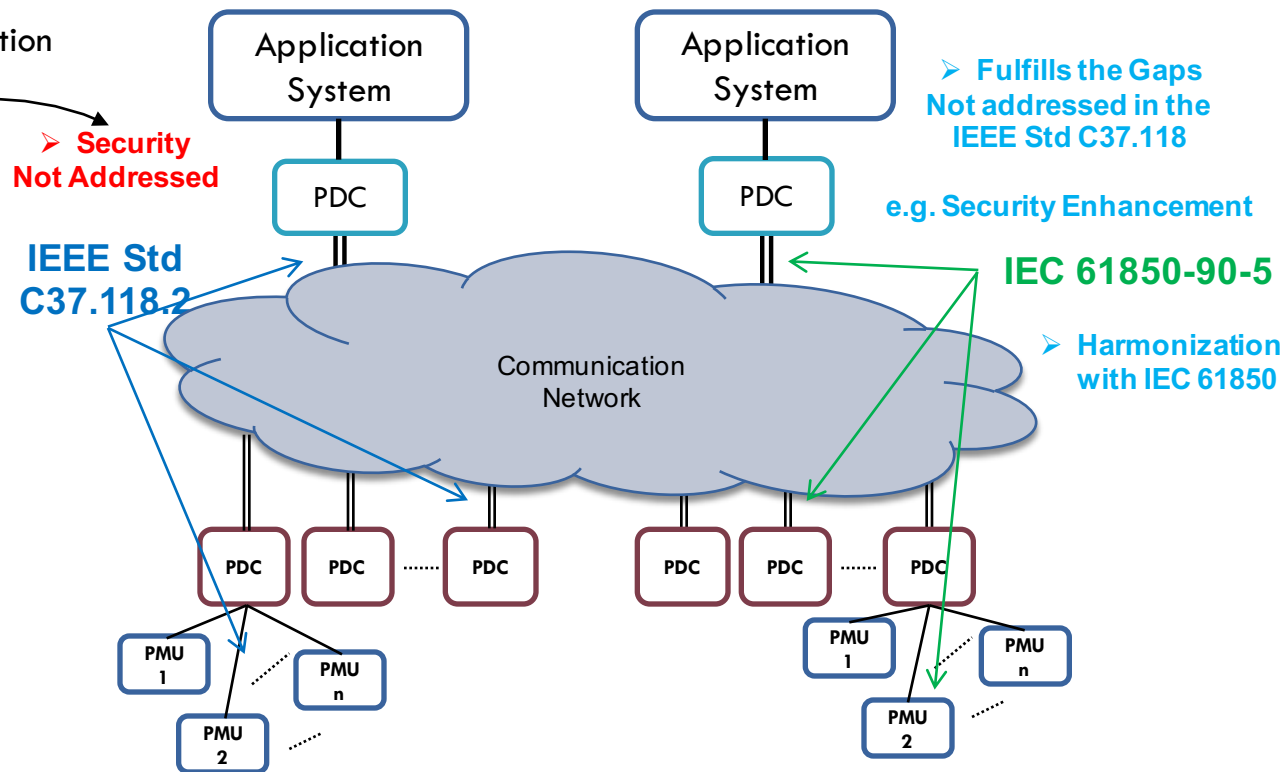 tion
Application
System
Application
System
➢ Security
Not Addressed
➢ Fulfills the Gaps
Not addressed in the
IEEE Std C37.118
PDC
PDC
e.g. Security Enhancement
IEEE Std
C37.118.2
IEC 61850-90-5
➢ Harmonization
with IEC 61850
Communication
Network
PDC
PDC
PDC
PDC
PDC
PDC
PMU
1
PMU
2
PMU
n
PMU
1
PMU
2
PMU
n